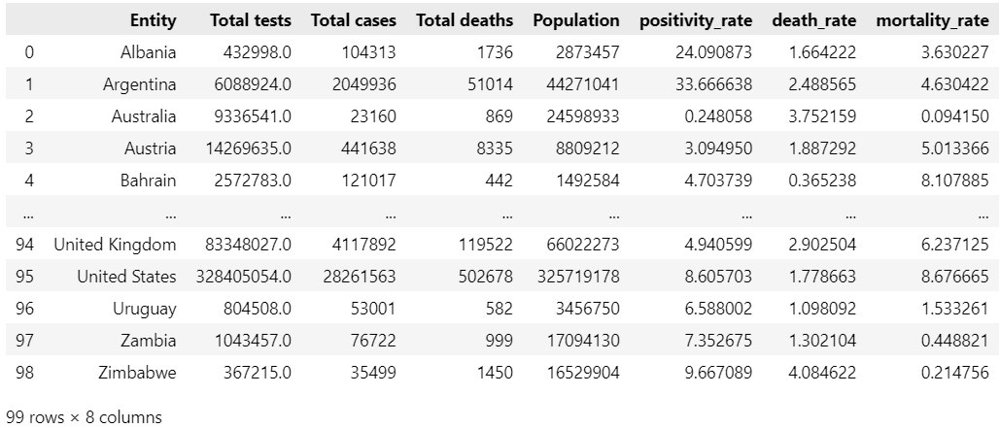 Entity Total tests Total cases Total deaths Population positivity_rate death_rate mortality_rate
0 Albania 432998.0 104313 1736 2873457 24.090873 1.664222 3.630227
1 Argentina 6088924.0 2049936 51014 44271041 33.666638 2.488565 4.630422
2 Australia 9336541.0 23160 869 24598933 0.248058 3.752159 0.094150
3 Austria 14269635.0 441638 8335 8809212 3.094950 1.887292 5.013366
4 Bahrain 2572783.0 121017 442 1492584 4.703739 0.365238 8.107885
... ... ... ... ... ... ... ... ...
94 United Kingdom 83348027.0 4117892 119522 66022273 4.940599 2.902504 6.237125
95 United States 328405054.0 28261563 502678 325719178 8.605703 1.778663 8.676665
96 Uruguay 804508.0 53001 582 3456750 6.588002 1.098092 1.533261
97 Zambia 1043457.0 76722 999 17094130 7.352675 1.302104 0.448821
98 Zimbabwe 367215.0 35499 1450 16529904 9.667089 4.084622 0.214756
99 rows × 8 columns